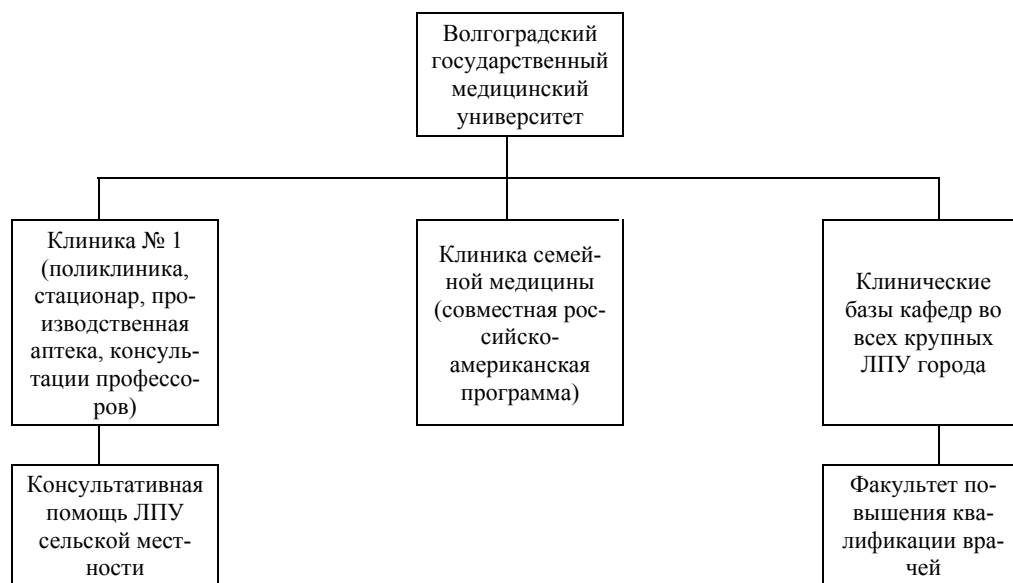 Волгоградский
государственный
медицинский
университет
Клиника № 1
(поликлиника,
стационар, про-
изводственная
аптека, консуль-
тации профессо-
ров)
Клиника семей-
ной медицины
(совместная рос-
сийско-
американская
программа)
Клинические
базы кафедр во
всех крупных
ЛПУ города
Консультативная
помощь ЛПУ
сельской мест-
ности
Факультет по-
вышения ква-
лификации вра-
чей